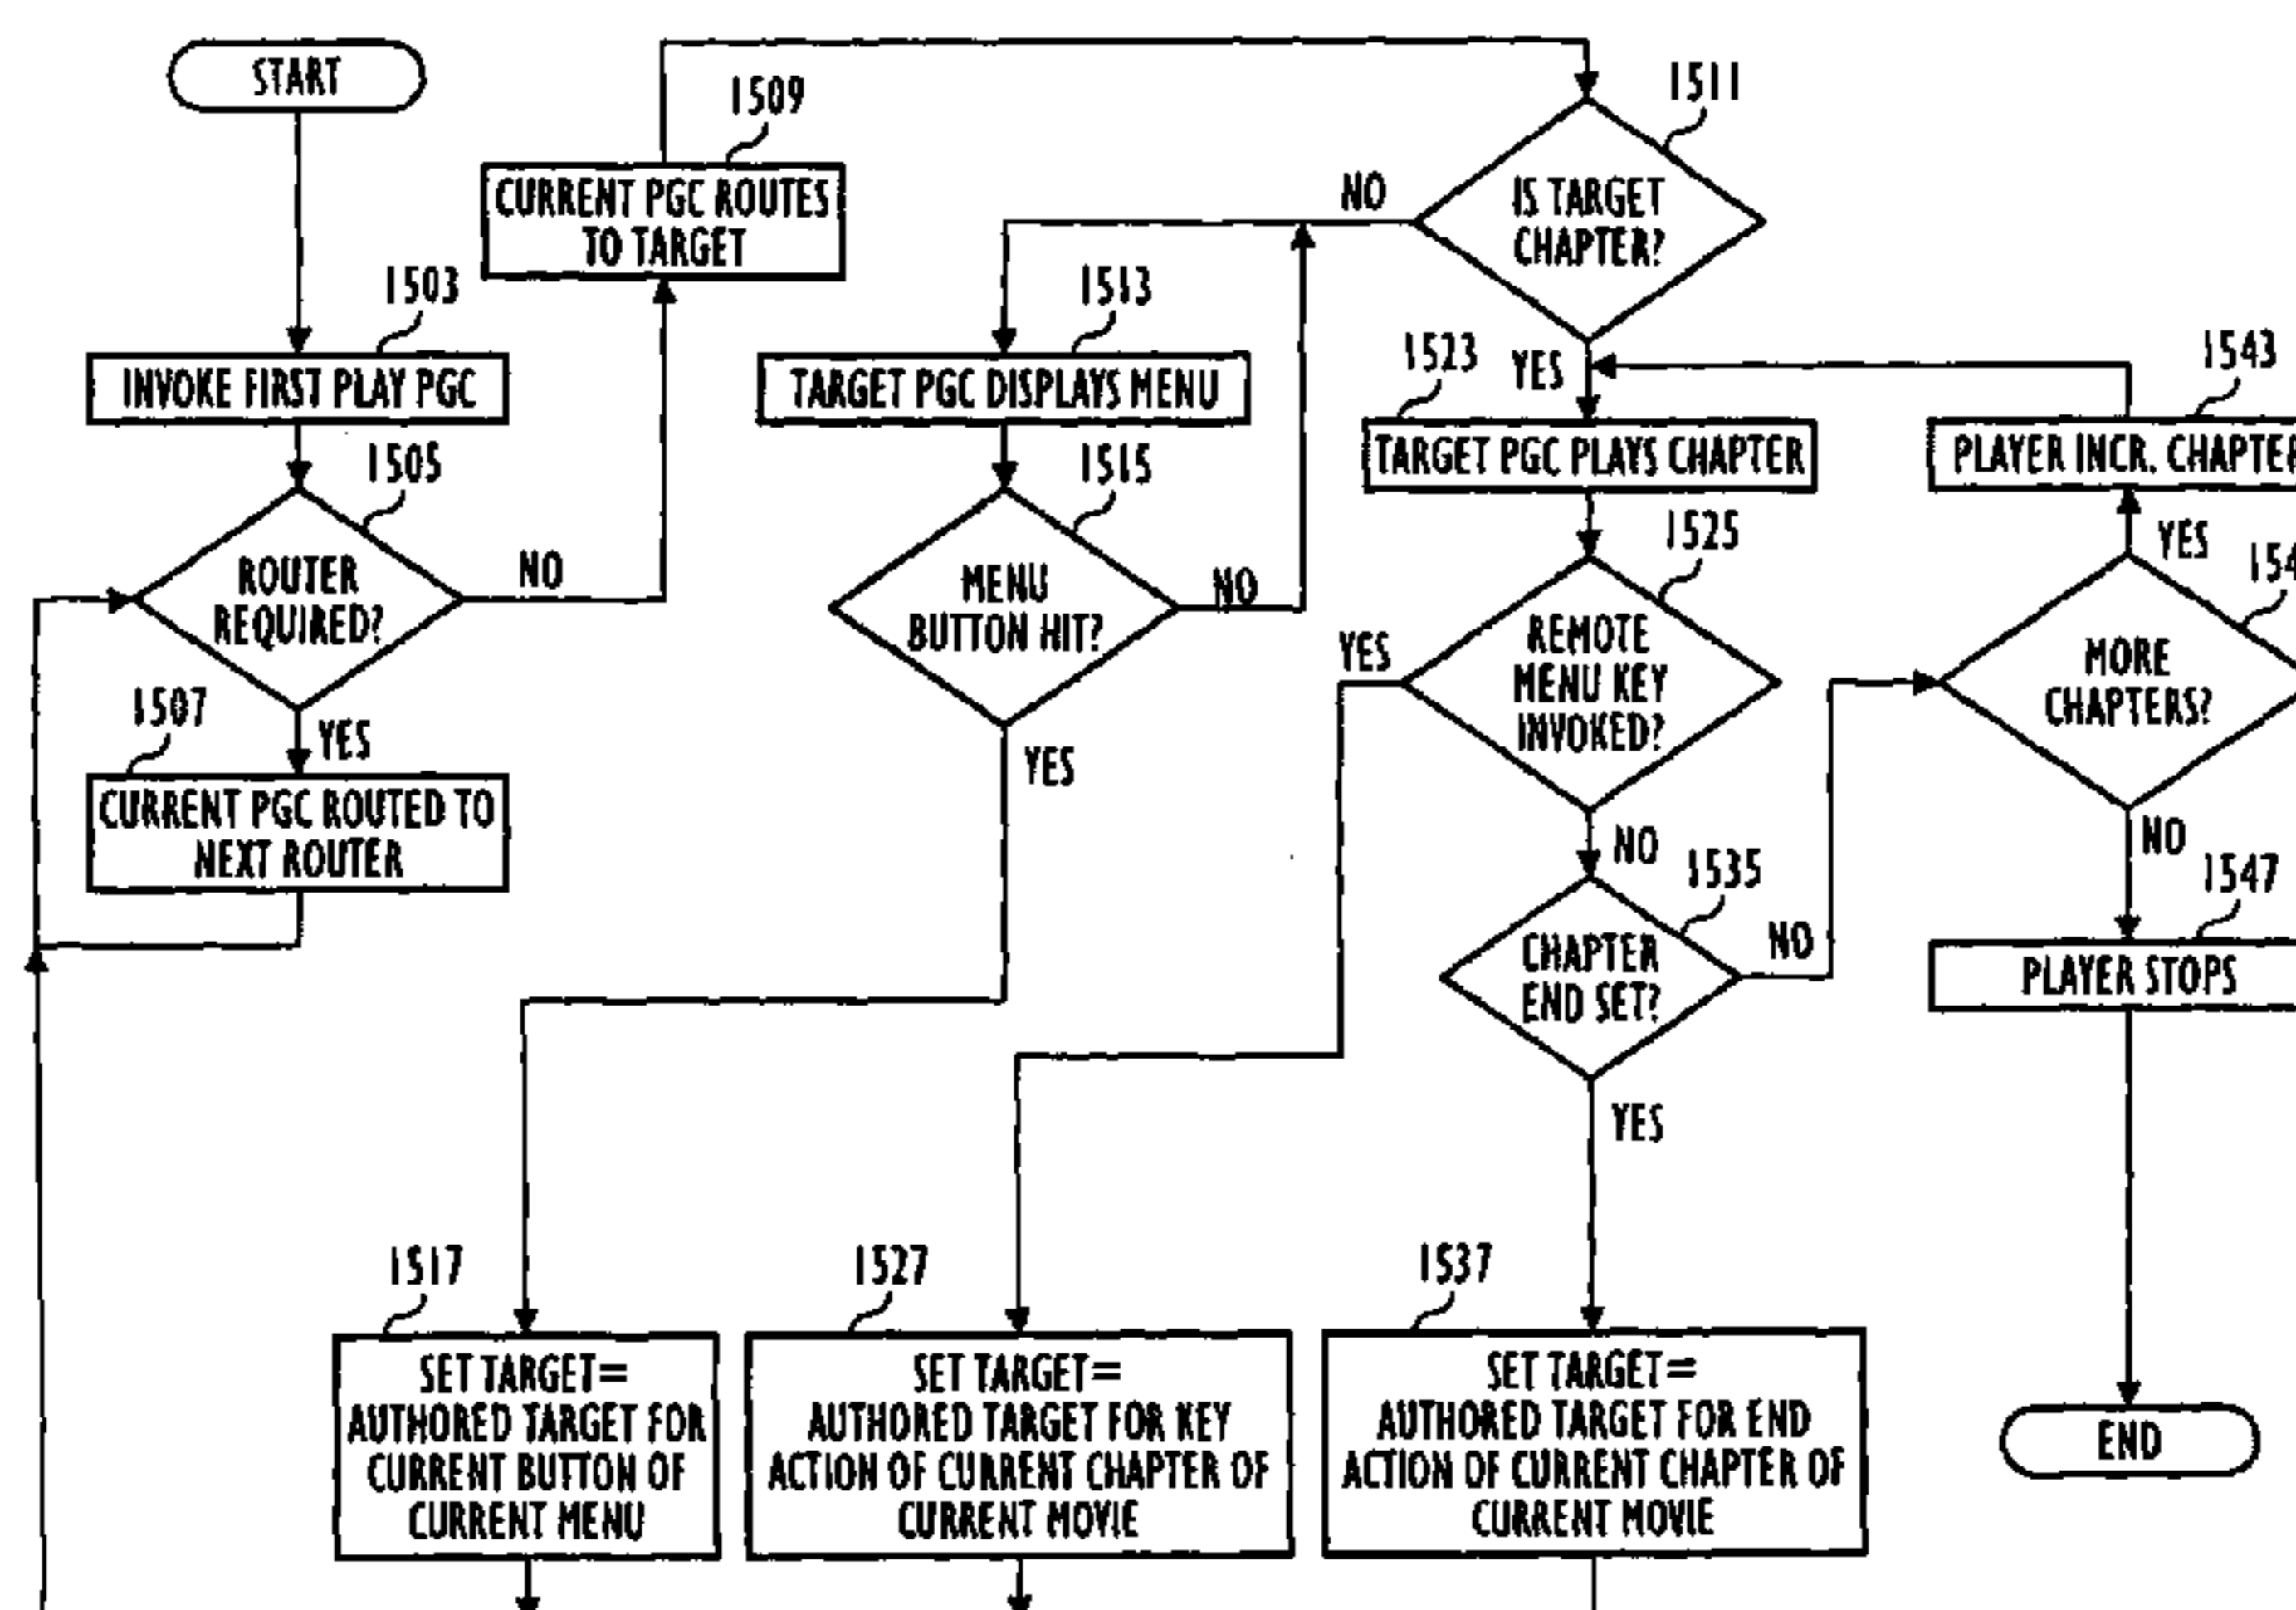 START
1503
INVOKE FIRST PLAY PGC
1505
ROUTER
REQUIRED?
NO
YES
1507
CURRENT PGC ROUTED TO
NEXT ROUTER
1509
CURRENT PGC ROUTES
TO TARGET
1511
IS TARGET
CHAPTER?
NO
YES
1513
TARGET PGC DISPLAYS MENU
1515
MENU
BUTTON HIT?
NO
YES
1523
TARGET PGC PLAYS CHAPTER
1525
REMOTE
MENU KEY
INVOKED?
YES
NO
1535
CHAPTER
END SET?
NO
YES
1543
PLAYER INCR. CHAPTER
YES
MORE
CHAPTERS?
NO
1547
PLAYER STOPS
END
1517
SET TARGET=
AUTHORED TARGET FOR
CURRENT BUTTON OF
CURRENT MENU
1527
SET TARGET=
AUTHORED TARGET FOR KEY
ACTION OF CURRENT CHAPTER OF
CURRENT MOVIE
1537
SET TARGET=
AUTHORED TARGET FOR END
ACTION OF CURRENT CHAPTER OF
CURRENT MOVIE